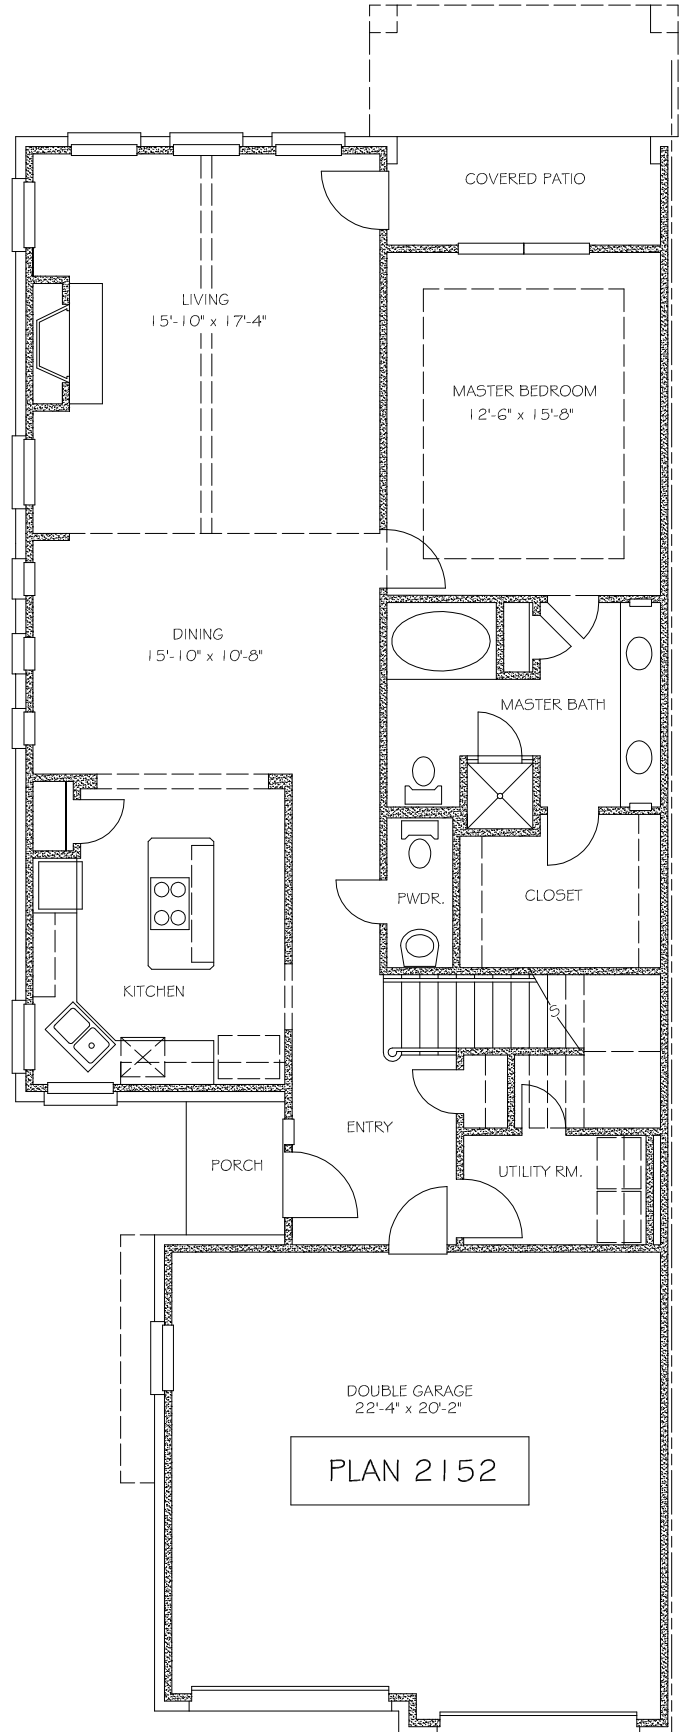 COVERED PATIO
LIVING
15'-10" x 17'-4"
MASTER BEDROOM
12'-6" x 15'-8"
DINING
15'-10" x 10'-8"
MASTER BATH
PWDR.
CLOSET
KITCHEN
S
ENTRY
PORCH
UTILITY RM.
DOUBLE GARAGE
22'-4" x 20'-2"
PLAN 2152